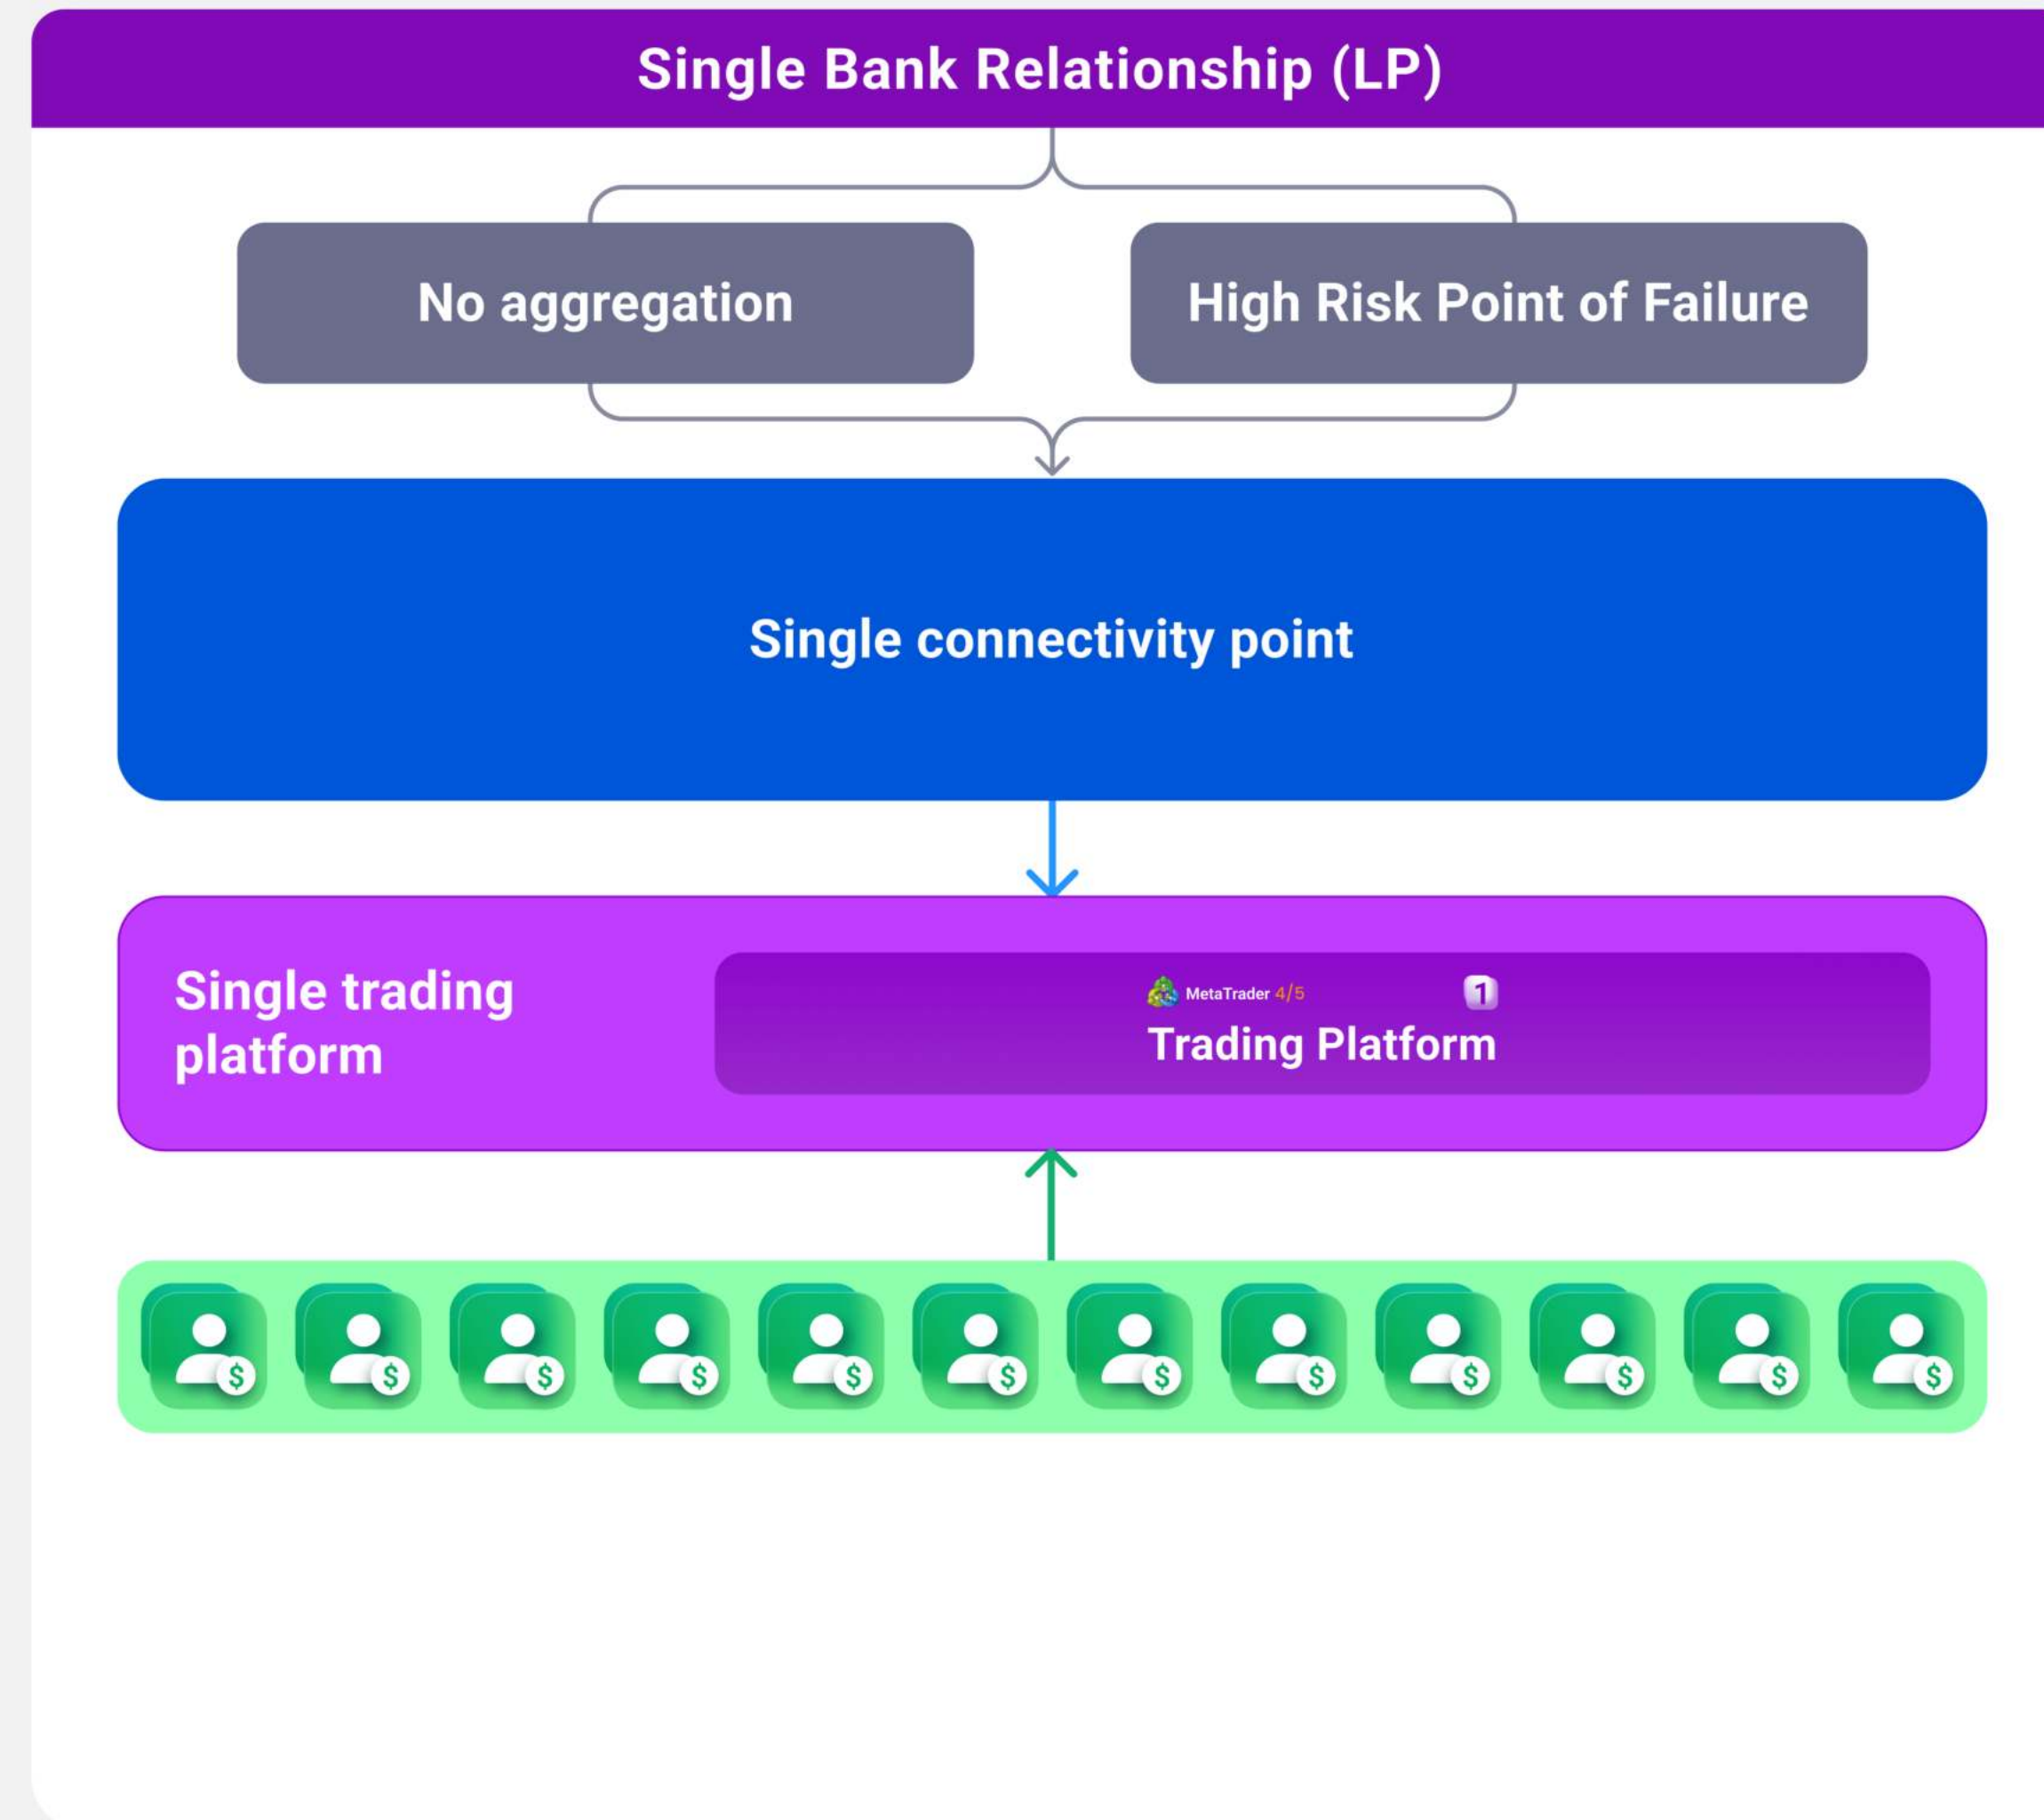 Single Bank Relationship (LP)
No aggregation
High Risk Point of Failure
Single connectivity point
Single trading
platform
MetaTrader 4/5
1
Trading Platform
$ $ $ $ $ $ $ $ $ $ $ $